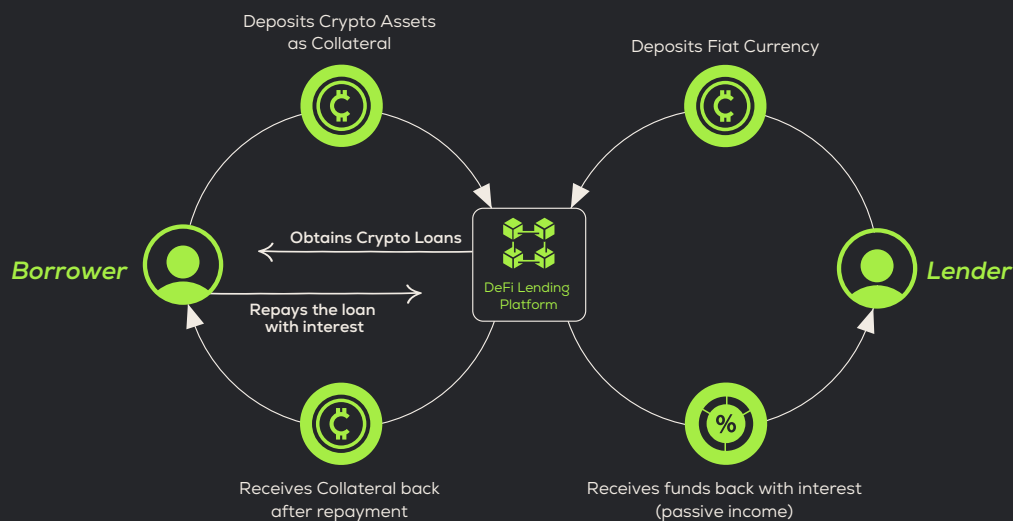 Deposits Crypto Assets
as Collateral
Deposits Fiat Currency
Obtains Crypto Loans
Borrower
DeFi Lending
Platform
Lender
Repays the loan
with interest
%
Receives Collateral back
after repayment
Receives funds back with interest
(passive income)